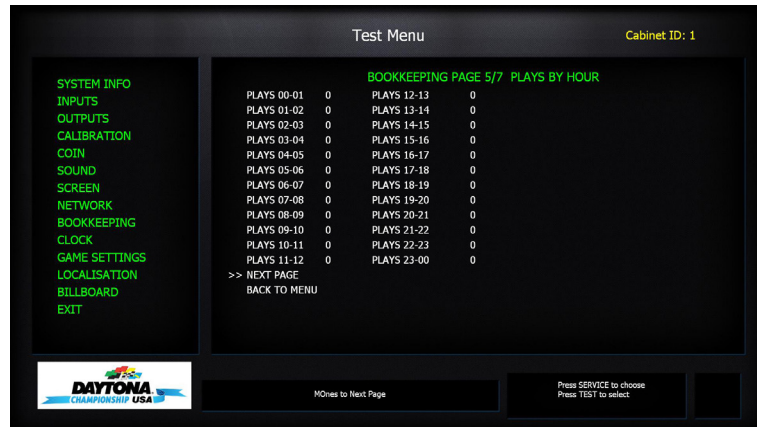 Test Menu
Cabinet ID: 1
SYSTEM INFO
INPUTS
OUTPUTS
CALIBRATION
COIN
SOUND
SCREEN
NETWORK
BOOKKEEPING
CLOCK
GAME SETTINGS
LOCALISATION
BILLBOARD
EXIT
BOOKKEEPING PAGE 5/7 PLAYS BY HOUR
PLAYS 00-01 0 PLAYS 12-13 0
PLAYS 01-02 0 PLAYS 13-14 0
PLAYS 02-03 0 PLAYS 14-15 0
PLAYS 03-04 0 PLAYS 15-16 0
PLAYS 04-05 0 PLAYS 16-17 0
PLAYS 05-06 0 PLAYS 17-18 0
PLAYS 06-07 0 PLAYS 18-19 0
PLAYS 07-08 0 PLAYS 19-20 0
PLAYS 08-09 0 PLAYS 20-21 0
PLAYS 09-10 0 PLAYS 21-22 0
PLAYS 10-11 0 PLAYS 22-23 0
PLAYS 11-12 0 PLAYS 23-00 0
>> NEXT PAGE
BACK TO MENU
DAYTONA
CHAMPIONSHIP USA
MOnes to Next Page
Press SERVICE to choose
Press TEST to select